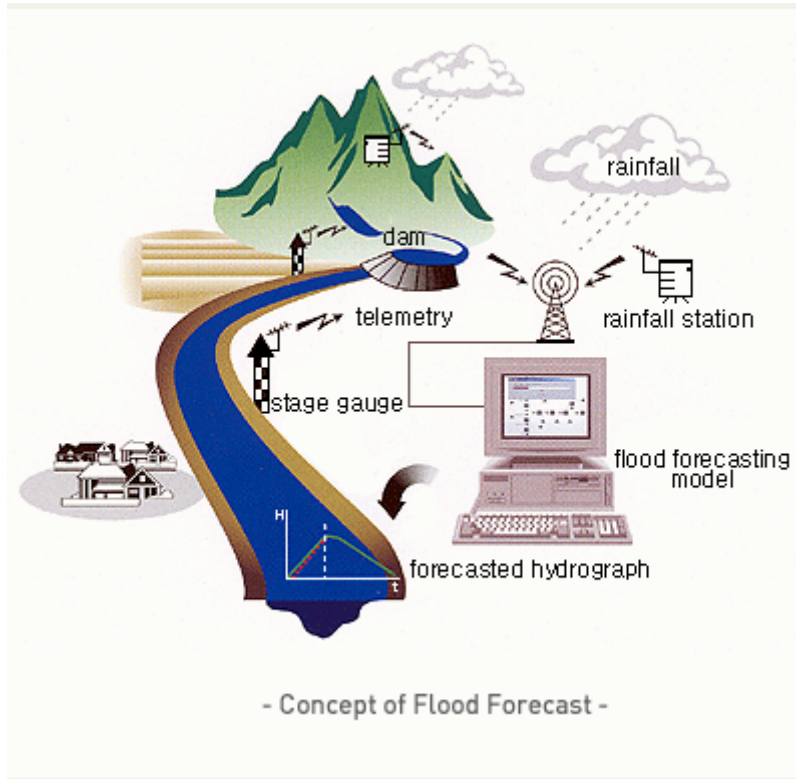 rainfall
dam
telemetry
rainfall station
stage gauge
flood forecasting
model
H
t
forecasted hydrograph
- Concept of Flood Forecast -